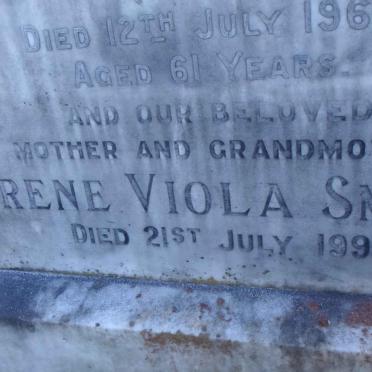 DIED 12TH JULY 196
AGED 61 YEARS.
AND OUR BELOVED
MOTHER AND GRANDMO
RENE VIOLA S
DIED 21ST JULY 199